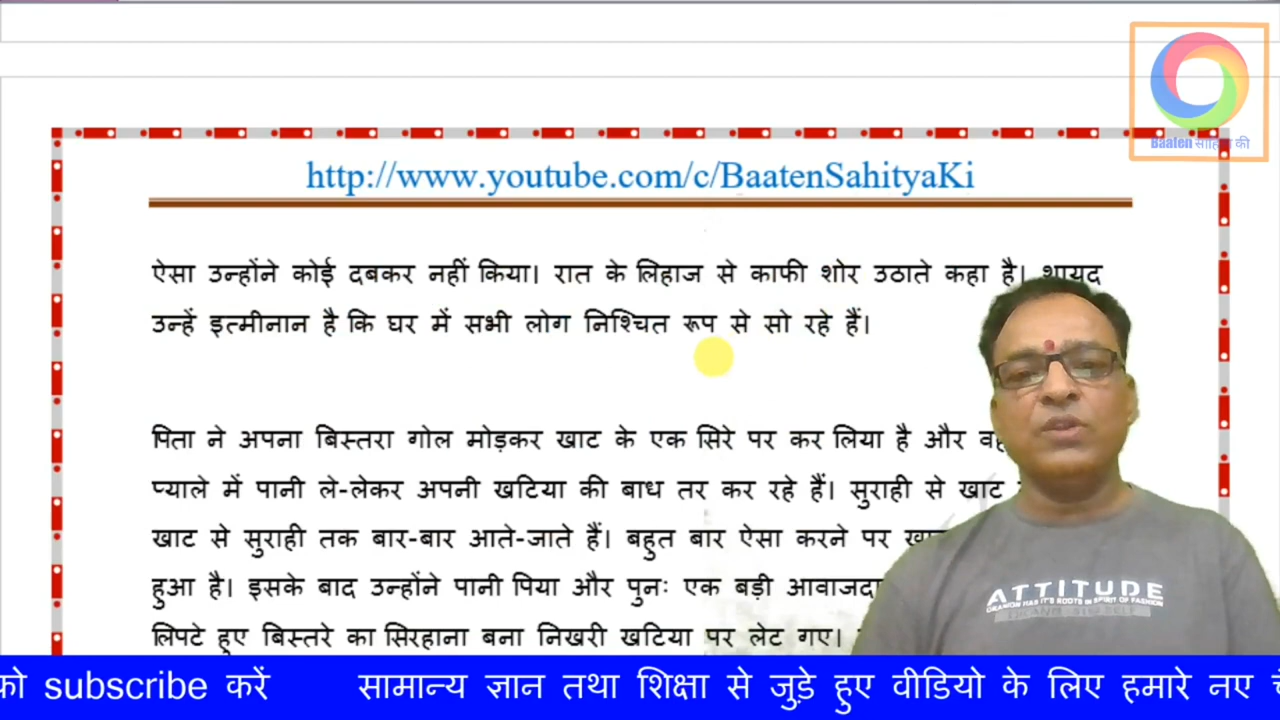 Baaten साहित्य की
http://www.youtube.com/c/BaatenSahityaKi
ऐसा उन्होंने कोई दबकर नहीं किया। रात के लिहाज से काफी शोर उठाते कहा है। शायद
उन्हें इत्मीनान है कि घर में सभी लोग निश्चित रूप से सो रहे हैं।
पिता ने अपना बिस्तरा गोल मोड़कर खाट के एक सिरे पर कर लिया है और
प्याले में पानी ले-लेकर अपनी खटिया की बाध तर कर रहे हैं। सुराही से खाट
खाट से सुराही तक बार-बार आते-जाते हैं। बहुत बार ऐसा करने पर
हुआ है। इसके बाद उन्होंने पानी पिया और पुनः एक बड़ी
लिपटे हुए बिस्तरे का सिरहाना बना निखरी खटिया पर लेट गए।
ATTITUDE
को subscribe करें सामान्य ज्ञान तथा शिक्षा से जुड़े हुए वीडियो के लिए हमारे नए